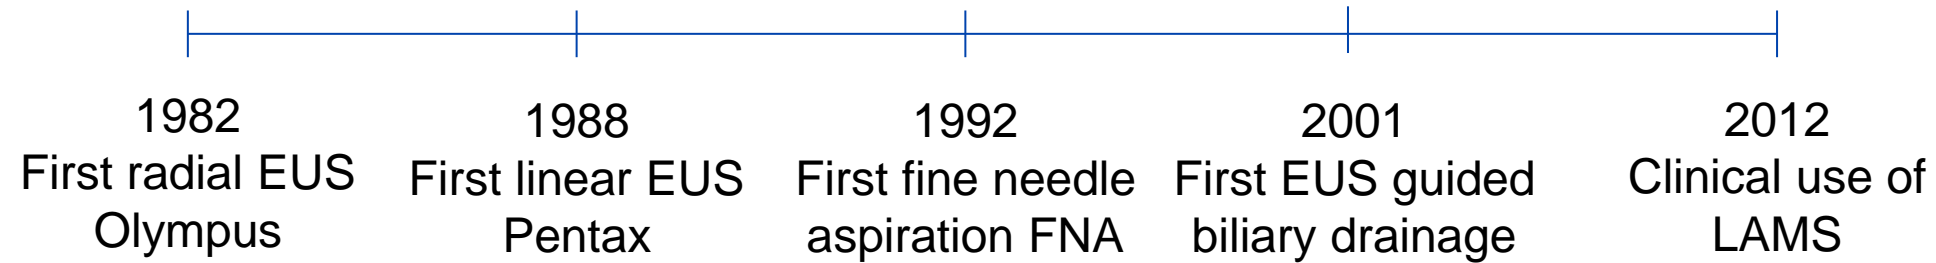 1982
First radial EUS
Olympus
1988
First linear EUS
Pentax
1992
First fine needle
aspiration FNA
2001
First EUS guided
biliary drainage
2012
Clinical use of
LAMS